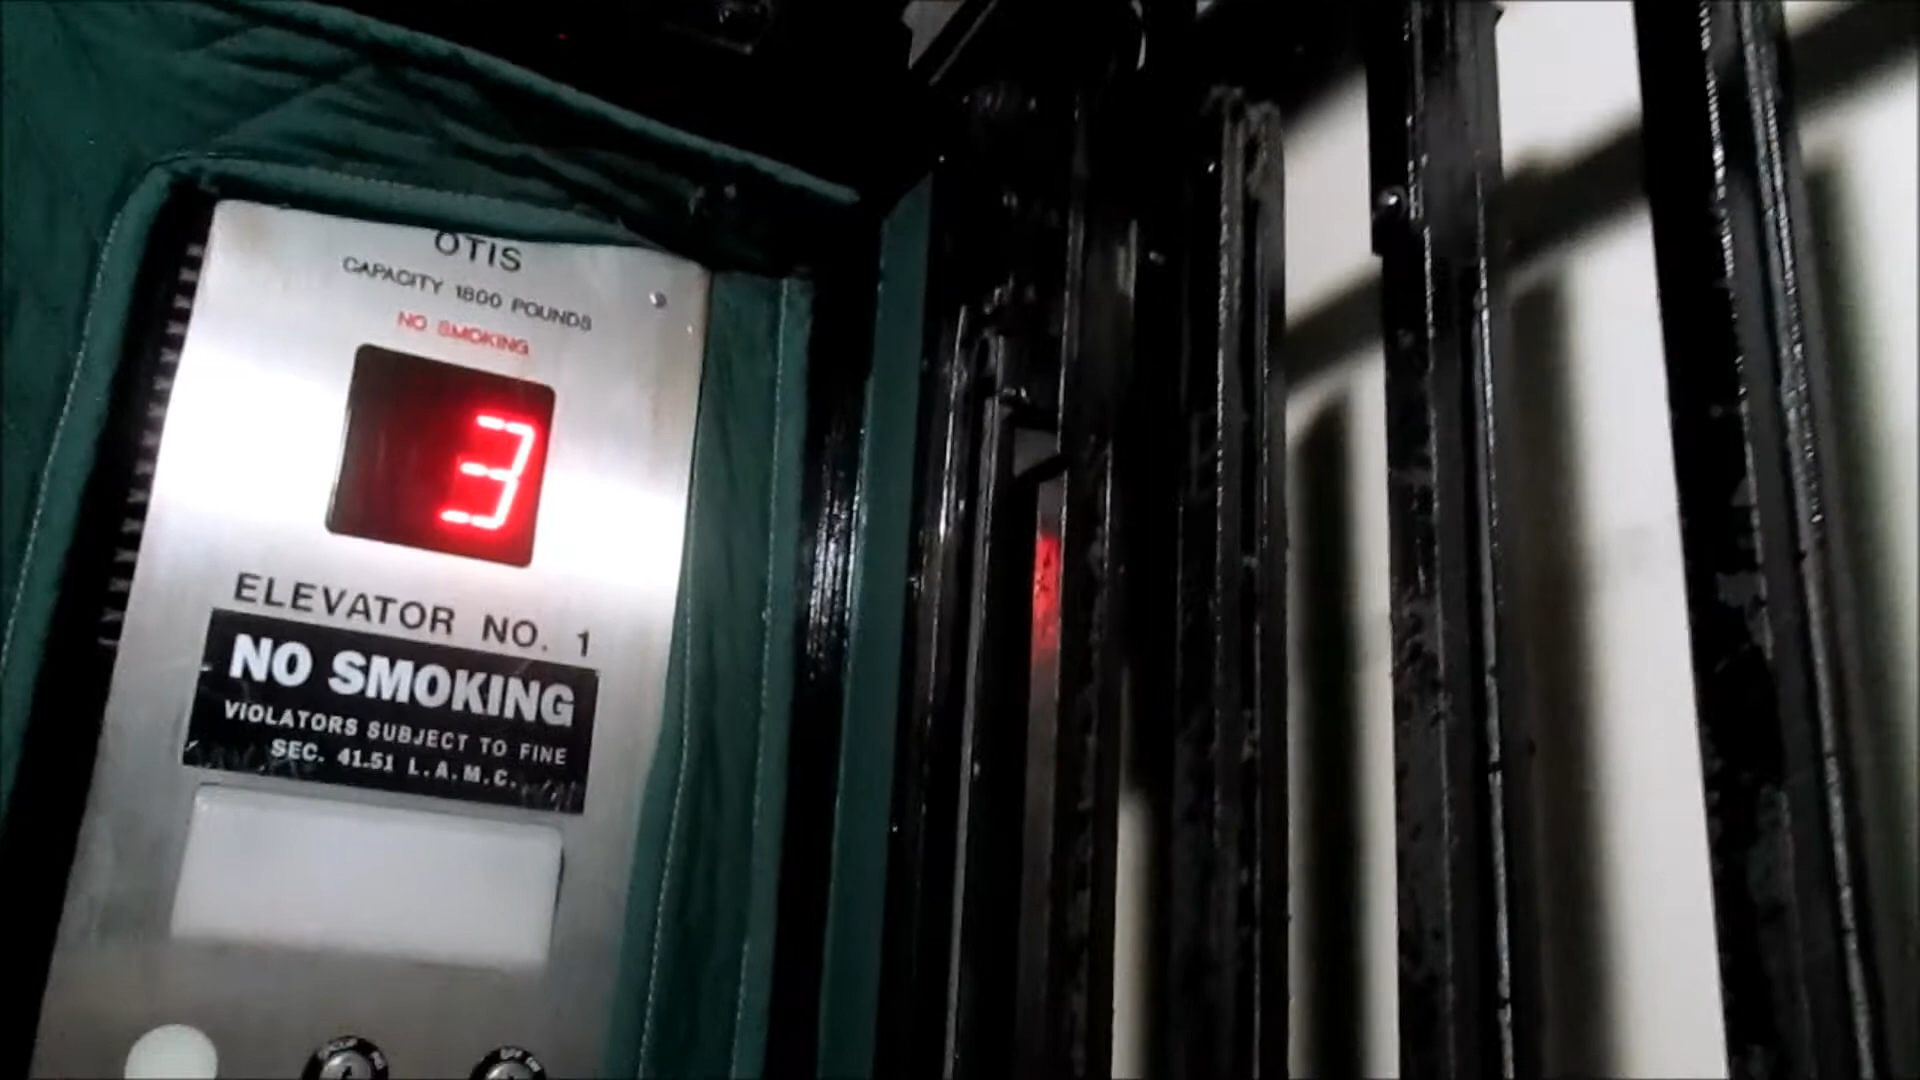 OTIS
CAPACITY 1800 POUNDS
NO SMOKING
3
ELEVATOR NO. 1
NO SMOKING
VIOLATORS SUBJECT TO FINE
SEC. 41.51 L.A.M.C.